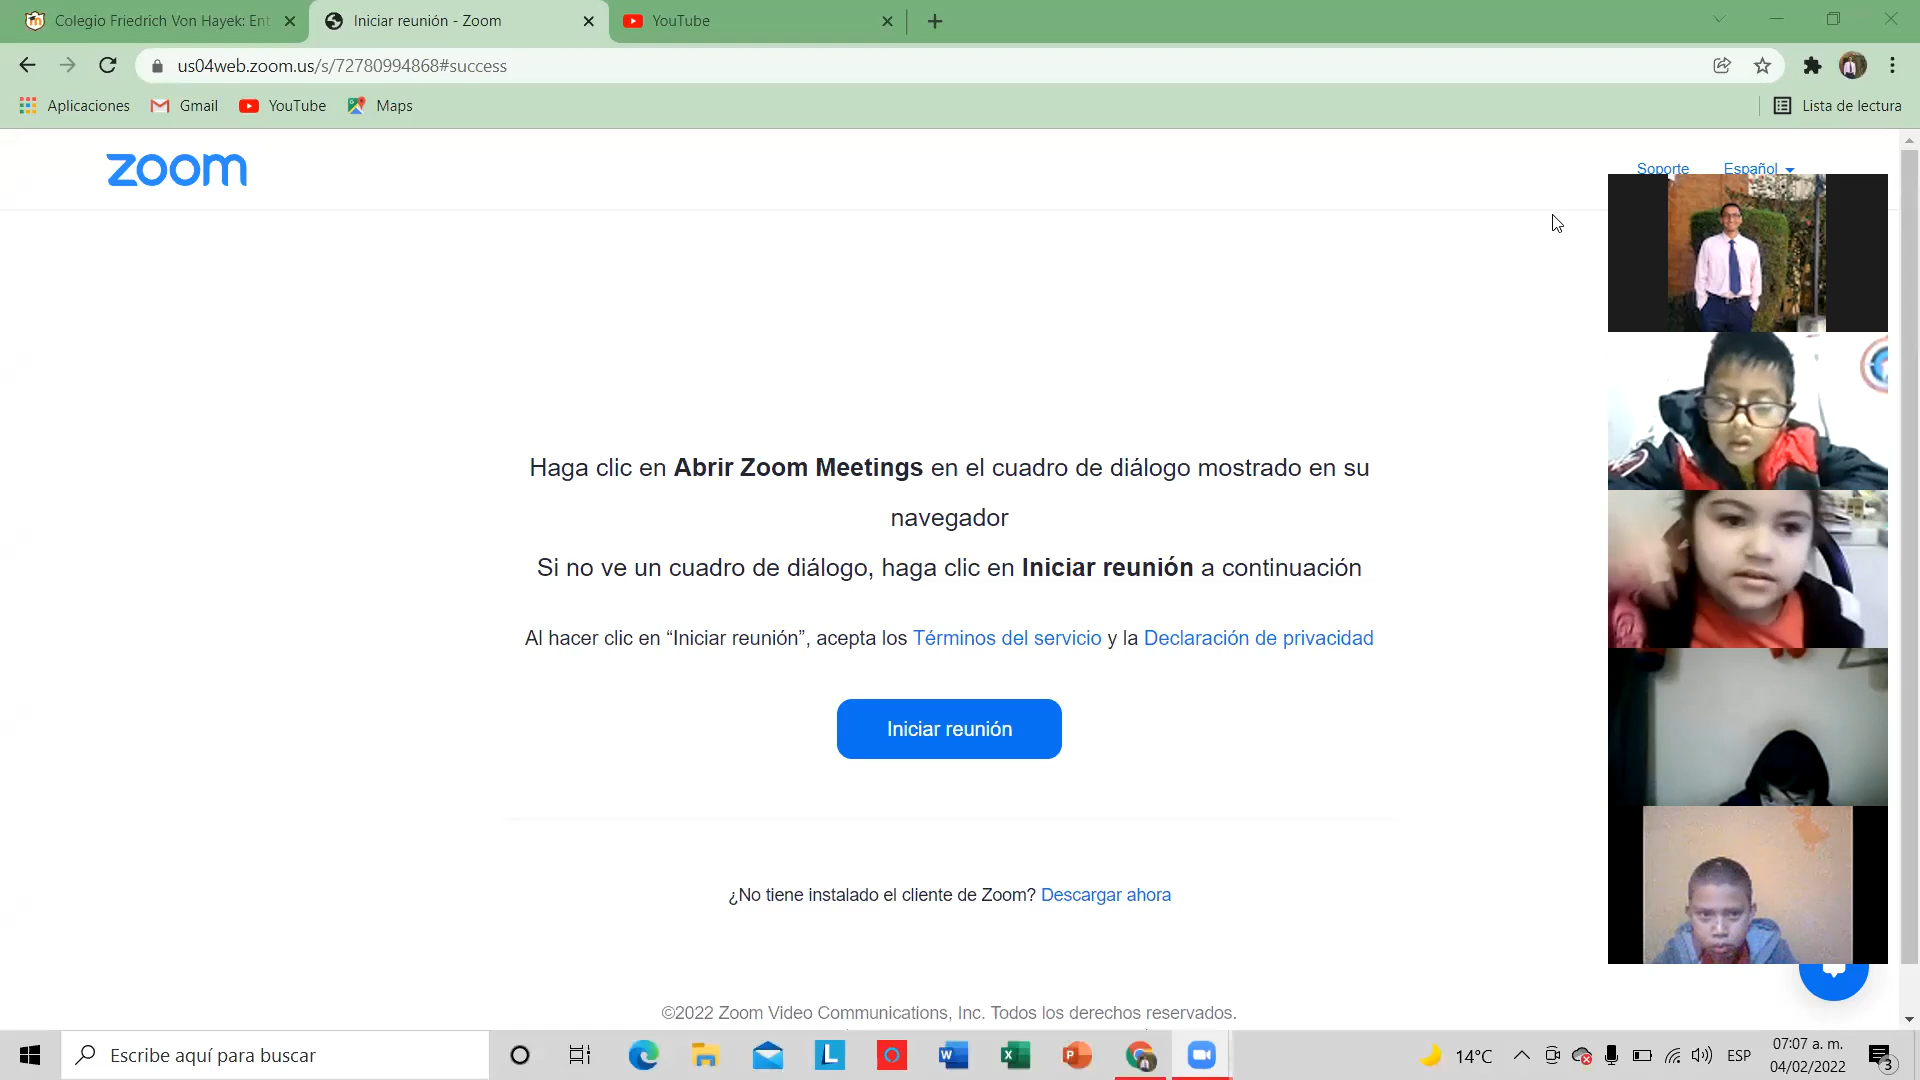 Colegio Friedrich Von Hayek: Ent
Iniciar reunión - Zoom
YouTube
us04web.zoom.us/s/72780994868#success
Aplicaciones
Gmail
YouTube
Maps
Lista de lectura
zoom
Soporte
Español
Haga clic en Abrir Zoom Meetings en el cuadro de diálogo mostrado en su
navegador
Si no ve un cuadro de diálogo, haga clic en Iniciar reunión a continuación
Al hacer clic en “Iniciar reunión”, acepta los Términos del servicio y la Declaración de privacidad
Iniciar reunión
¿No tiene instalado el cliente de Zoom? Descargar ahora
©2022 Zoom Video Communications, Inc. Todos los derechos reservados.
Escribe aquí para buscar
14°C
ESP
07:07 a. m.
04/02/2022
3